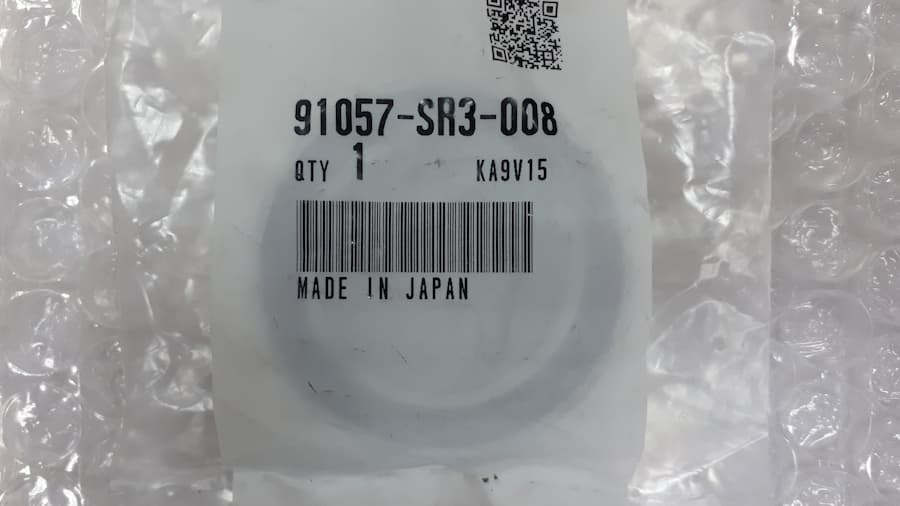 91057-SR3-008
QTY 1 KA9V15
MADE IN JAPAN